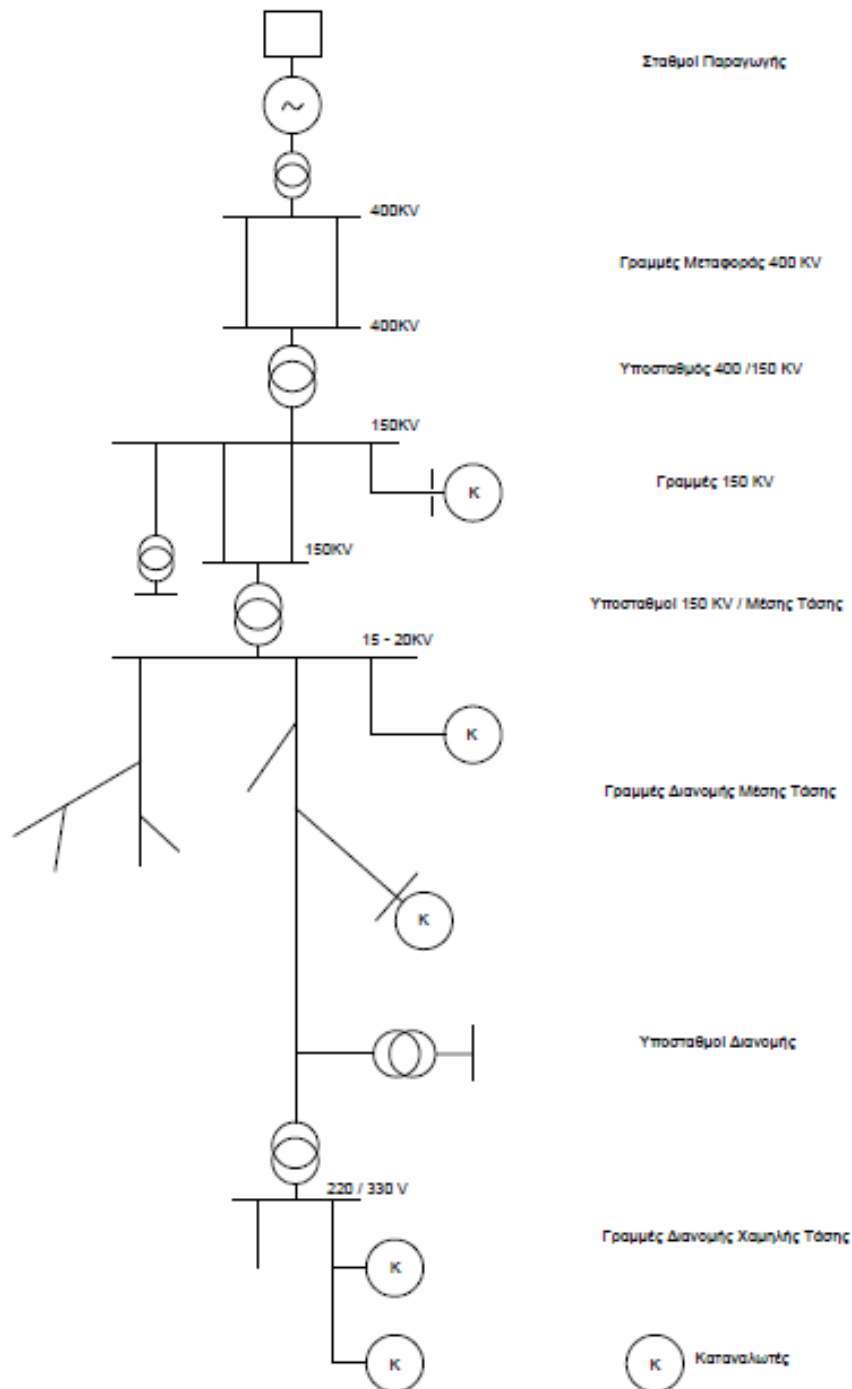 Σταθμοί Παραγωγής
~
400KV
Γραμμές Μεταφοράς 400 KV
400KV
Υποσταθμός 400 /150 KV
150KV
K
Γραμμές 150 KV
150KV
Υποσταθμοί 150 KV / Μέσης Τάσης
15 - 20KV
K
Γραμμές Διανομής Μέσης Τάσης
K
Υποσταθμοί Διανομής
220 / 330 V
Γραμμές Διανομής Χαμηλής Τάσης
K
K
K Καταναλωτές